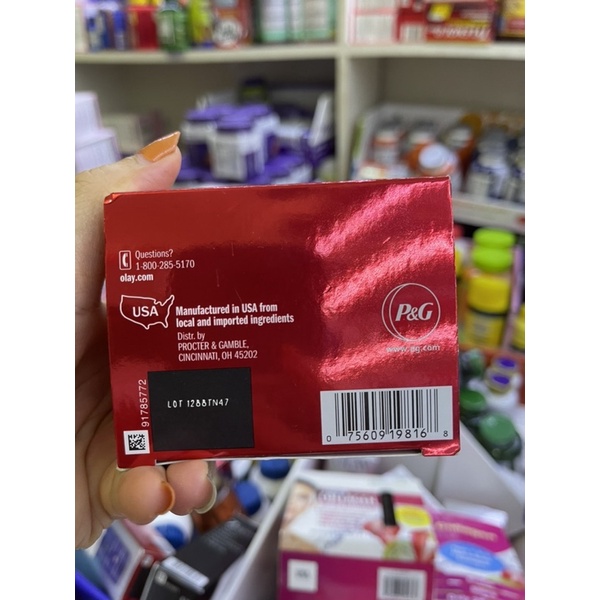 Questions?
1-800-285-5170
olay.com
USA
Manufactured in USA from
local and imported ingredients
Distr. by
PROCTER & GAMBLE,
CINCINNATI, OH 45202
P&G
www.pg.com
91785772
LOT 1288TN47
0 75609 19816 8